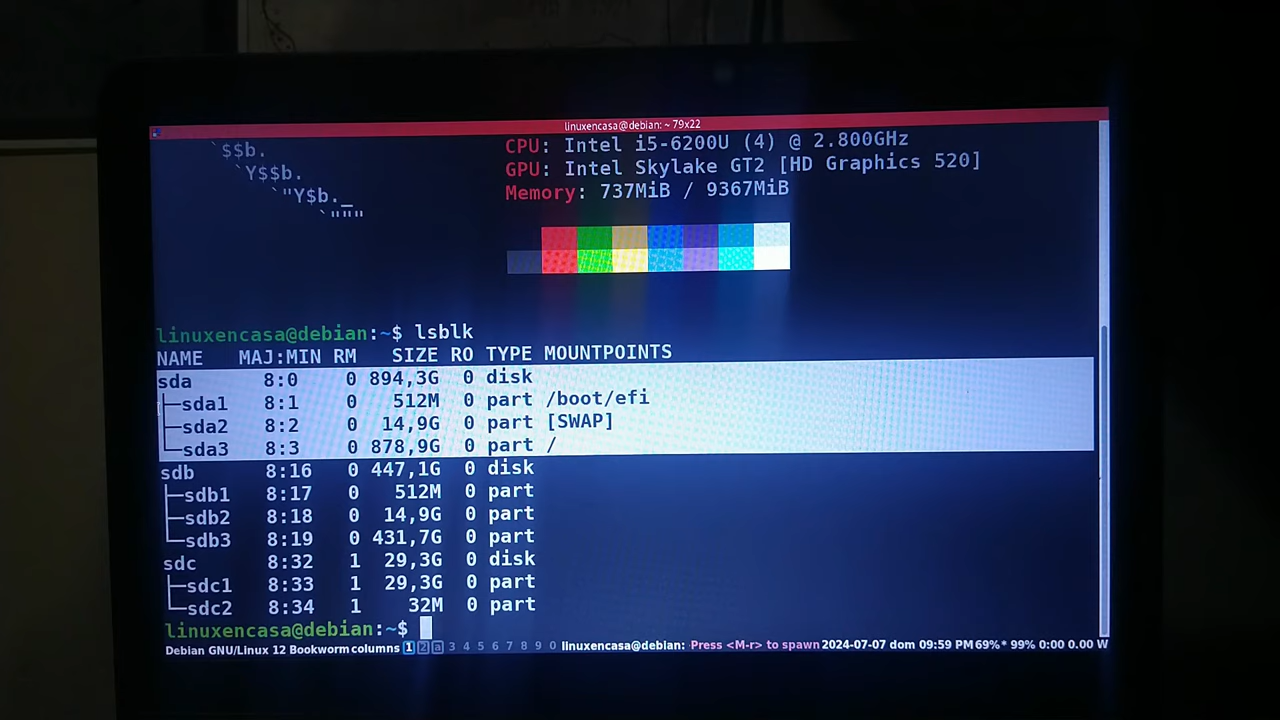 linuxencasa@debian: ~ 79x22
`$$b.
CPU: Intel i5-6200U (4) @ 2.800GHz
`Y$$b.
GPU: Intel Skylake GT2 [HD Graphics 520]
`"Y$b._
Memory: 737MiB / 9367MiB
`"""
linuxencasa@debian:~$ lsblk
NAME MAJ:MIN RM SIZE RO TYPE MOUNTPOINTS
sda 8:0 0 894,3G 0 disk
├─sda1 8:1 0 512M 0 part /boot/efi
├─sda2 8:2 0 14,9G 0 part [SWAP]
└─sda3 8:3 0 878,9G 0 part /
sdb 8:16 0 447,1G 0 disk
├─sdb1 8:17 0 512M 0 part
├─sdb2 8:18 0 14,9G 0 part
└─sdb3 8:19 0 431,7G 0 part
sdc 8:32 1 29,3G 0 disk
├─sdc1 8:33 1 29,3G 0 part
└─sdc2 8:34 1 32M 0 part
linuxencasa@debian:~$
Debian GNU/Linux 12 Bookworm columns 1 2 a 3 4 5 6 7 8 9 0 linuxencasa@debian: Press <M-r> to spawn 2024-07-07 dom 09:59 PM 69%* 99% 0:00 0.00 W